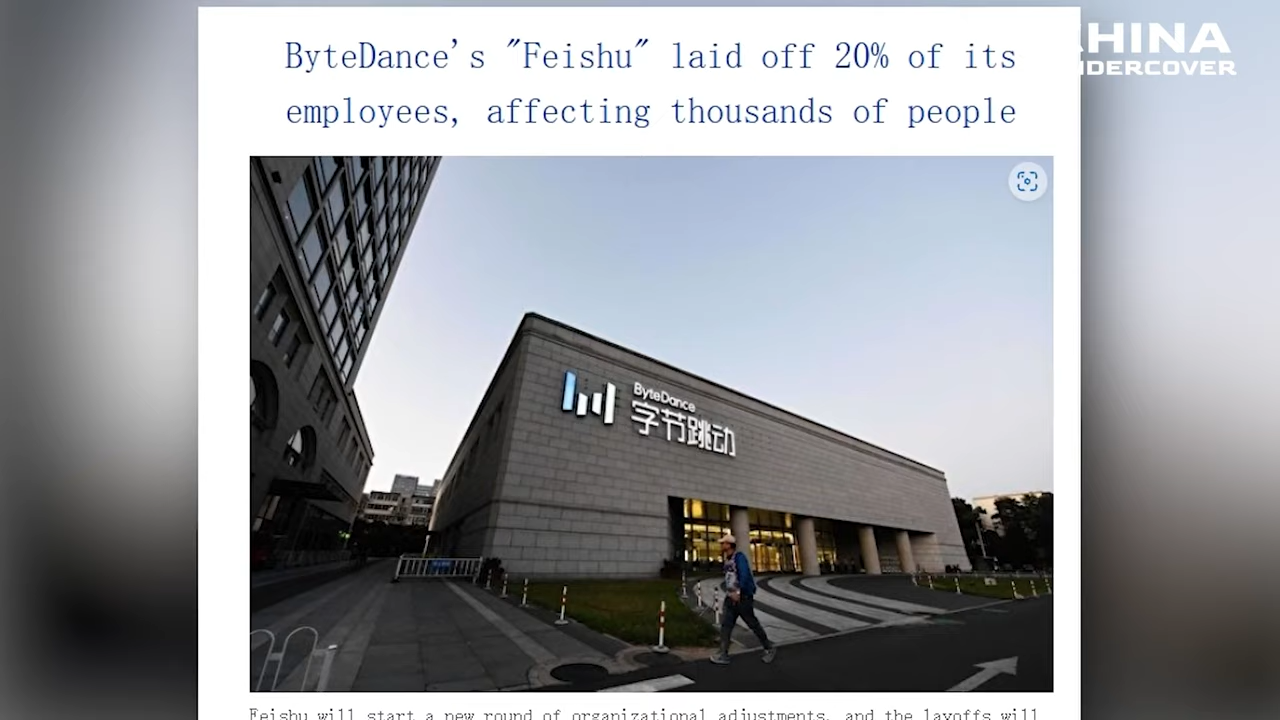 ByteDance's "Feishu" laid off 20% of its
employees, affecting thousands of people
ByteDance
字节跳动
Feishu will start a new round of organizational adjustments, and the layoffs will